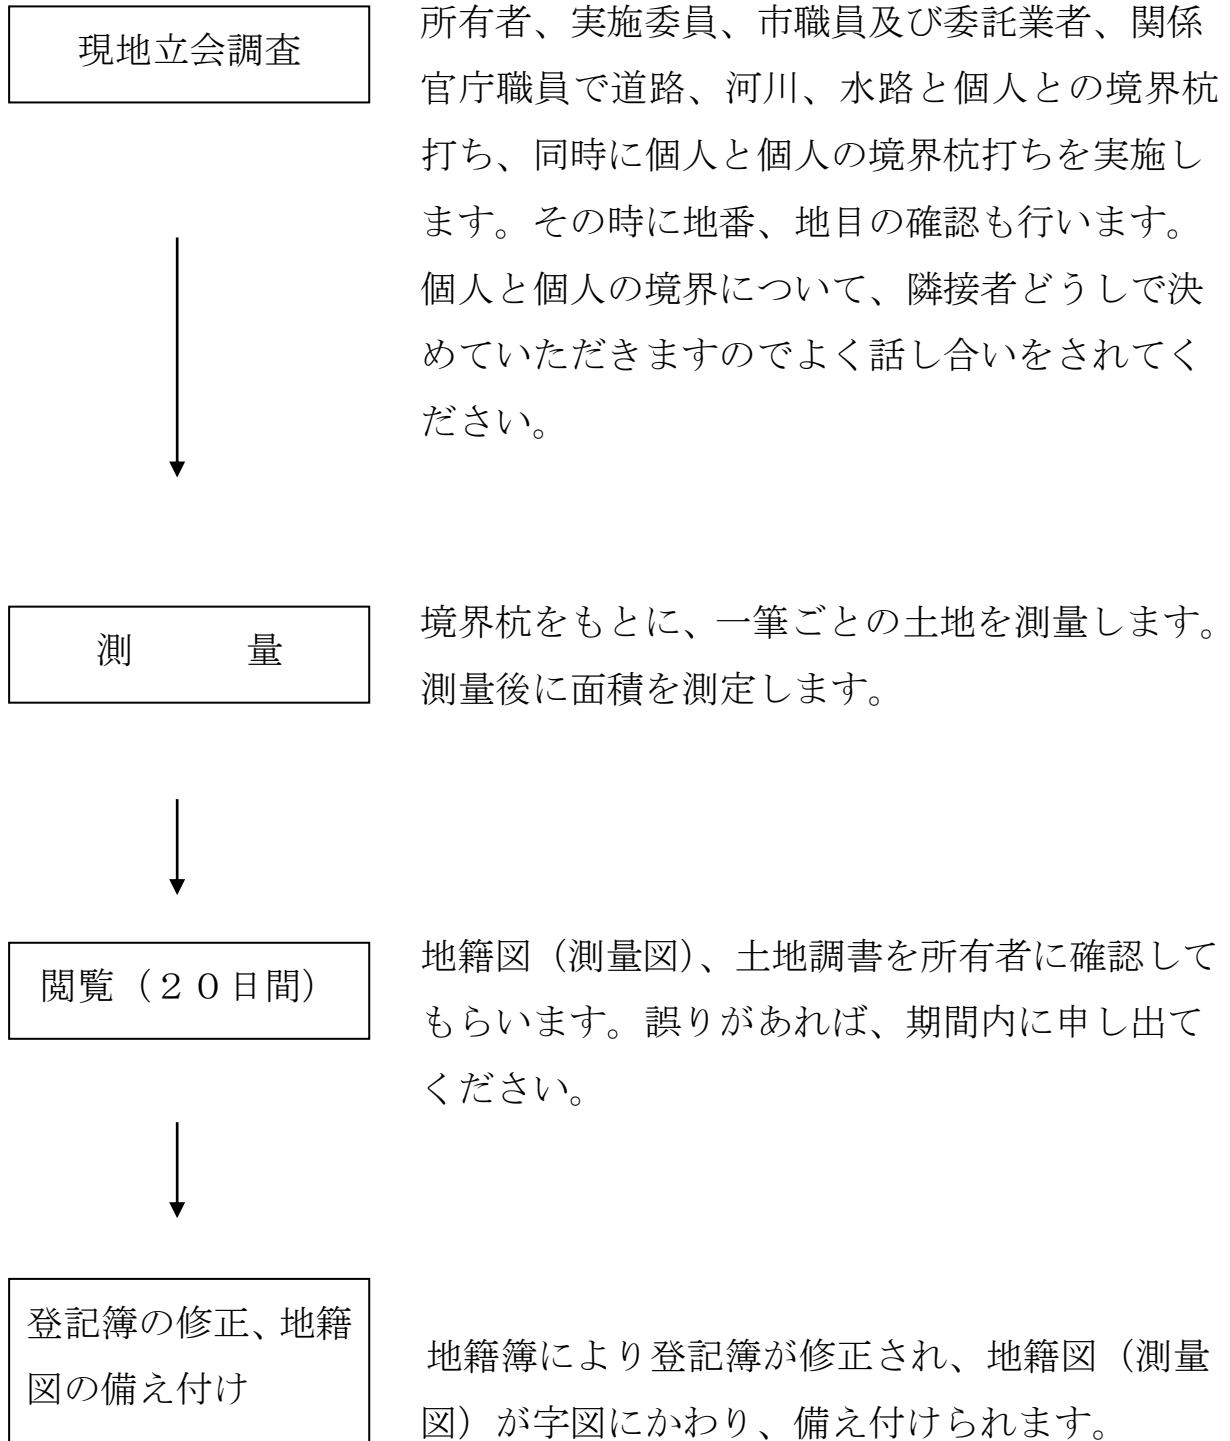 現地立会調査
所有者、実施委員、市職員及び委託業者、関係
官庁職員で道路、河川、水路と個人との境界杭
打ち、同時に個人と個人の境界杭打ちを実施し
ます。その時に地番、地目の確認も行います。
個人と個人の境界について、隣接者どうしで決
めていただきますのでよく話し合いをされてく
ださい。
測　　　量
境界杭をもとに、一筆ごとの土地を測量します。
測量後に面積を測定します。
閲覧（２０日間）
地籍図（測量図）、土地調書を所有者に確認して
もらいます。誤りがあれば、期間内に申し出て
ください。
登記簿の修正、地籍
図の備え付け
地籍簿により登記簿が修正され、地籍図（測量
図）が字図にかわり、備え付けられます。